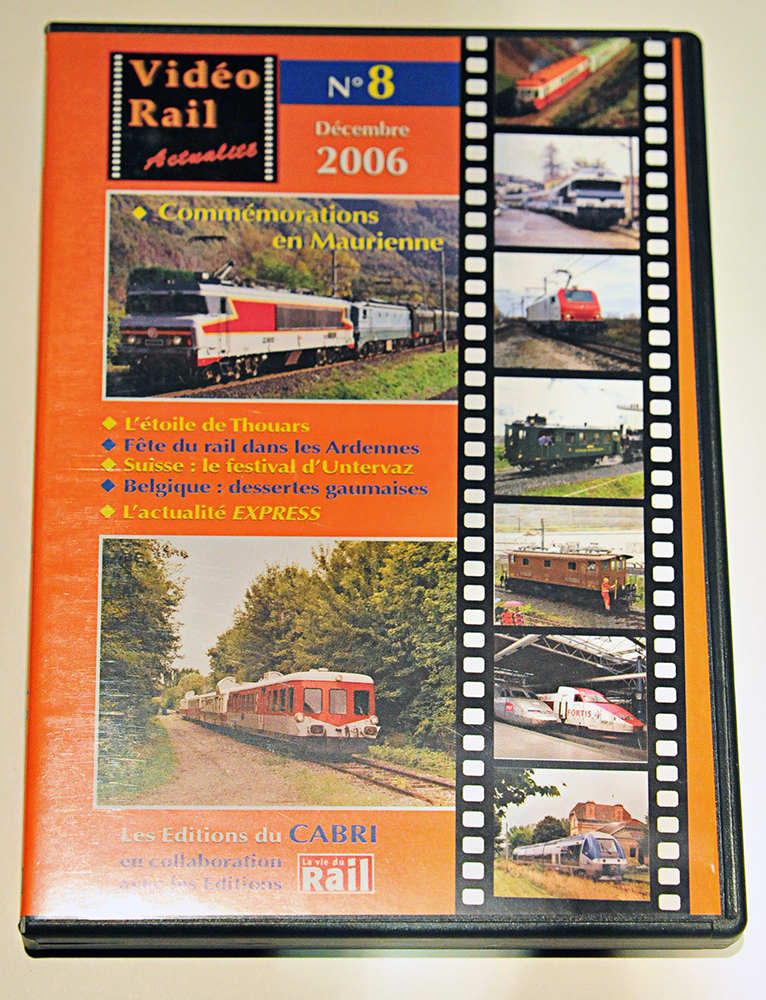 Vidéo
Rail
Actualité
N° 8
Décembre
2006
◆ Commémorations
en Maurienne
◆ L'étoile de Thouars
◆ Fête du rail dans les Ardennes
◆ Suisse : le festival d'Untervaz
◆ Belgique : dessertes gaumaises
◆ L'actualité EXPRESS
FORTIS
Les Editions du CABRI
en collaboration
avec les Editions
La vie du
Rail